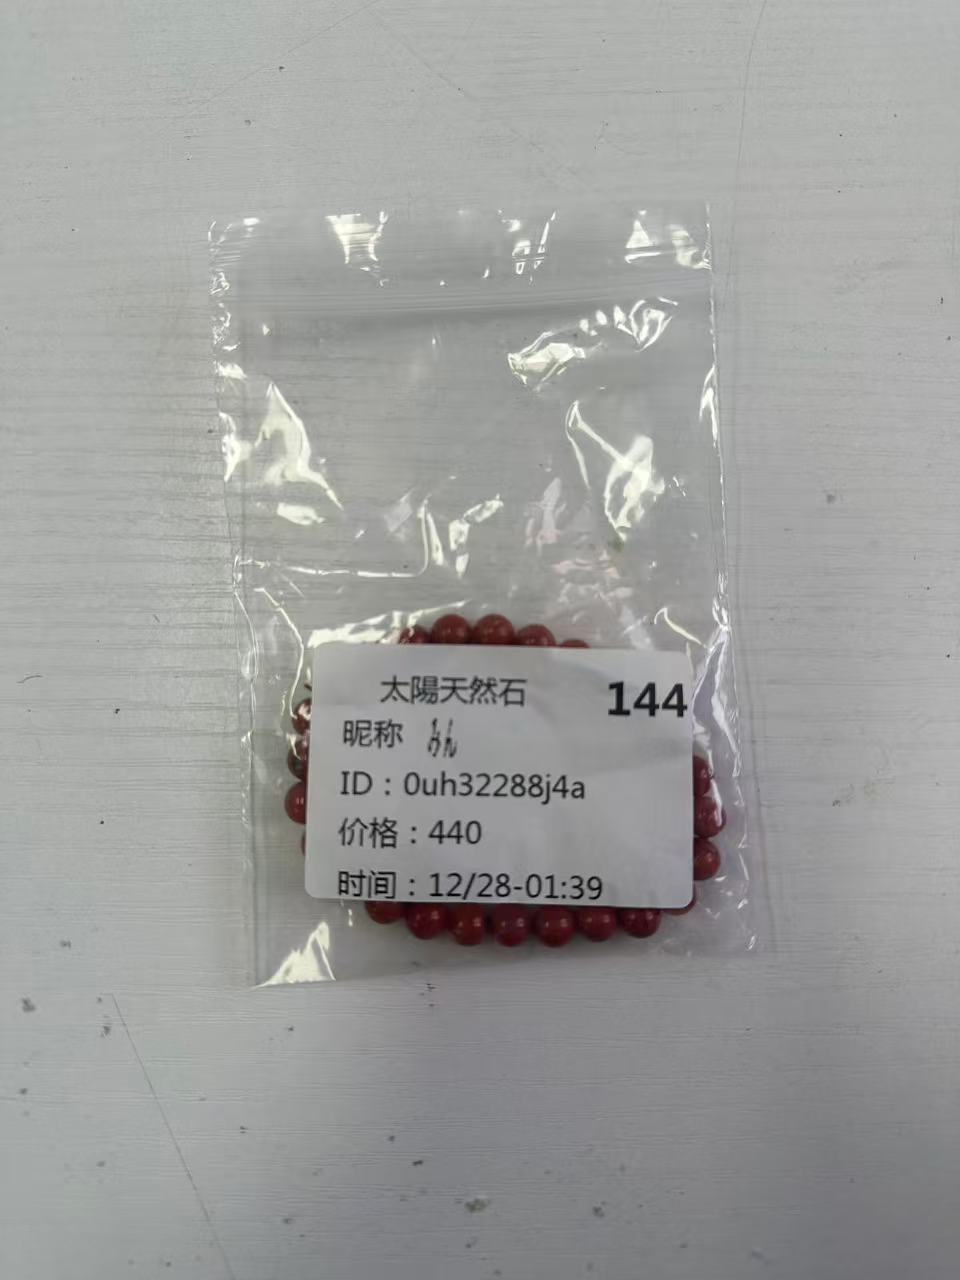 太陽天然石
144
昵称
ID：0uh32288j4a
价格：440
时间：12/28-01:39